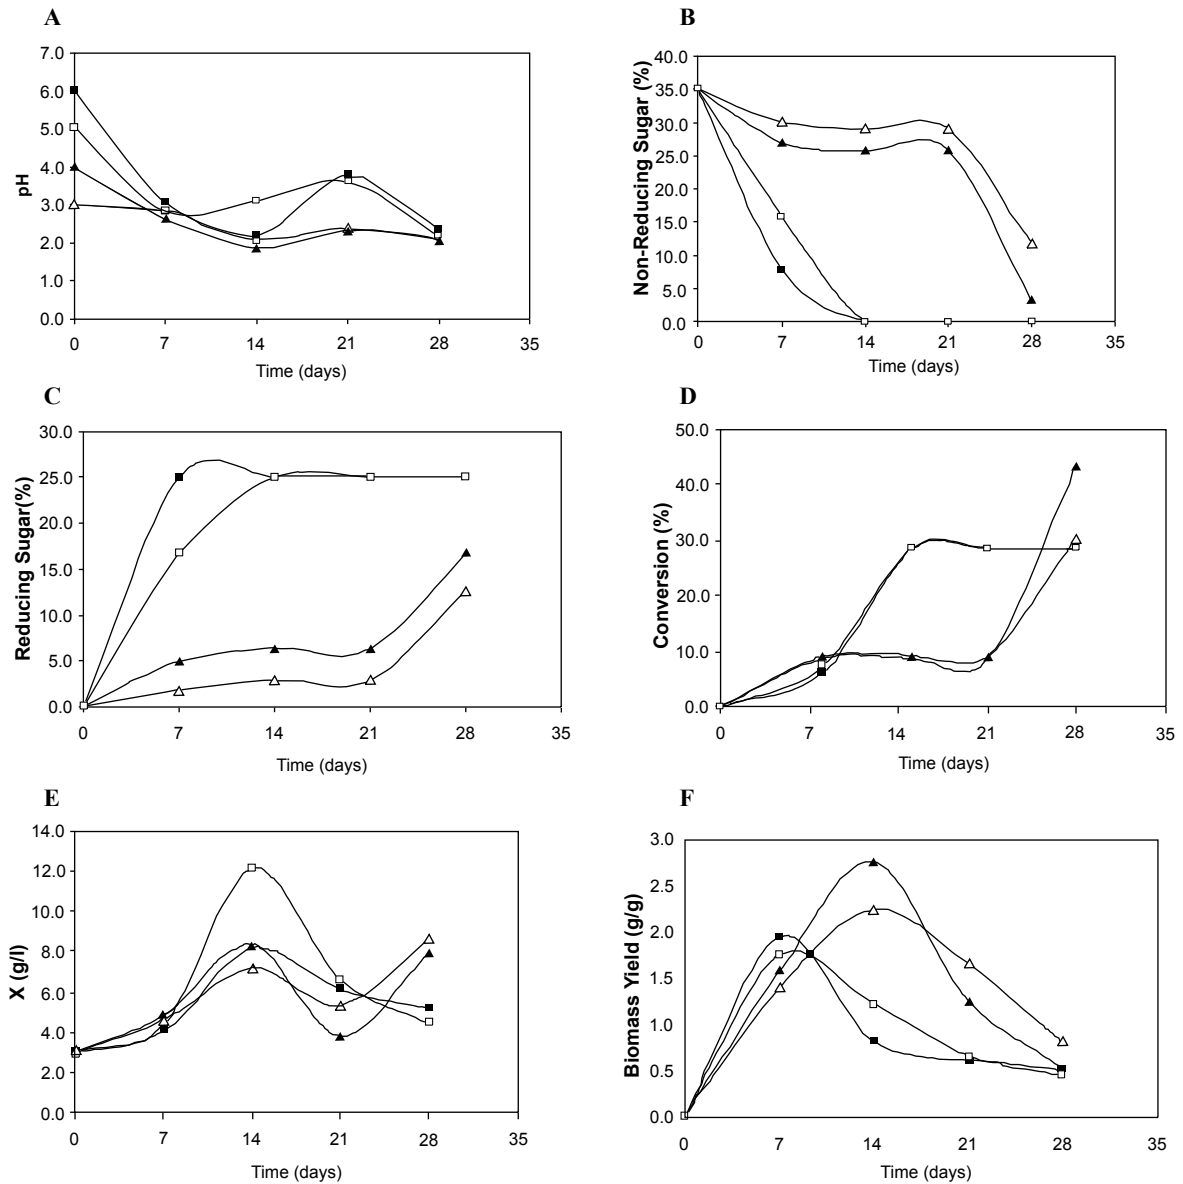 A
7.0
6.0
5.0
4.0
3.0
2.0
1.0
0.0
pH
0 7 14 21 28 35
Time (days)
B
40.0
35.0
30.0
25.0
20.0
15.0
10.0
5.0
0.0
Non-Reducing Sugar (%)
0 7 14 21 28 35
Time (days)
C
30.0
25.0
20.0
15.0
10.0
5.0
0.0
Reducing Sugar(%)
0 7 14 21 28 35
Time (days)
D
50.0
40.0
30.0
20.0
10.0
0.0
Conversion (%)
0 7 14 21 28 35
Time (days)
E
14.0
12.0
10.0
8.0
6.0
4.0
2.0
0.0
X (g/l)
0 7 14 21 28 35
Time (days)
F
3.0
2.5
2.0
1.5
1.0
0.5
0.0
Biomass Yield (g/g)
0 7 14 21 28 35
Time (days)